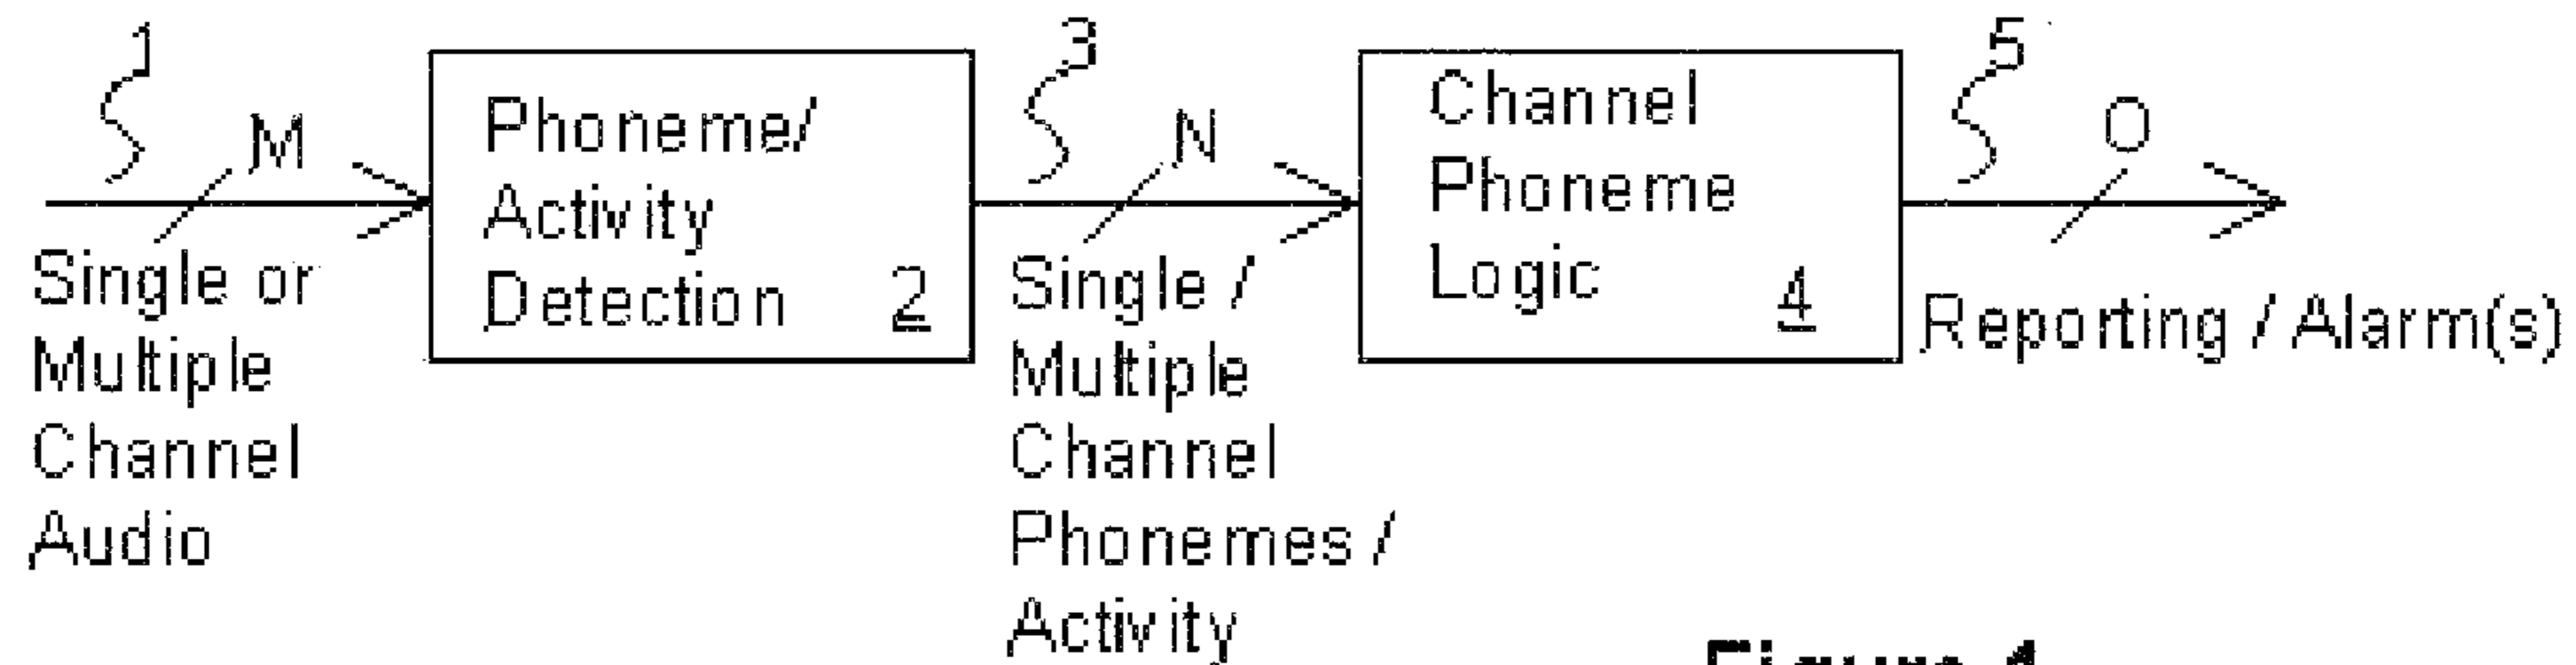 1
M
Phoneme/
Activity
Detection 2
Single or
Multiple
Channel
Audio
3
N
Single /
Multiple
Channel
Phonemes /
Activity
Channel
Phoneme
Logic 4
5
O
Reporting / Alarm(s)